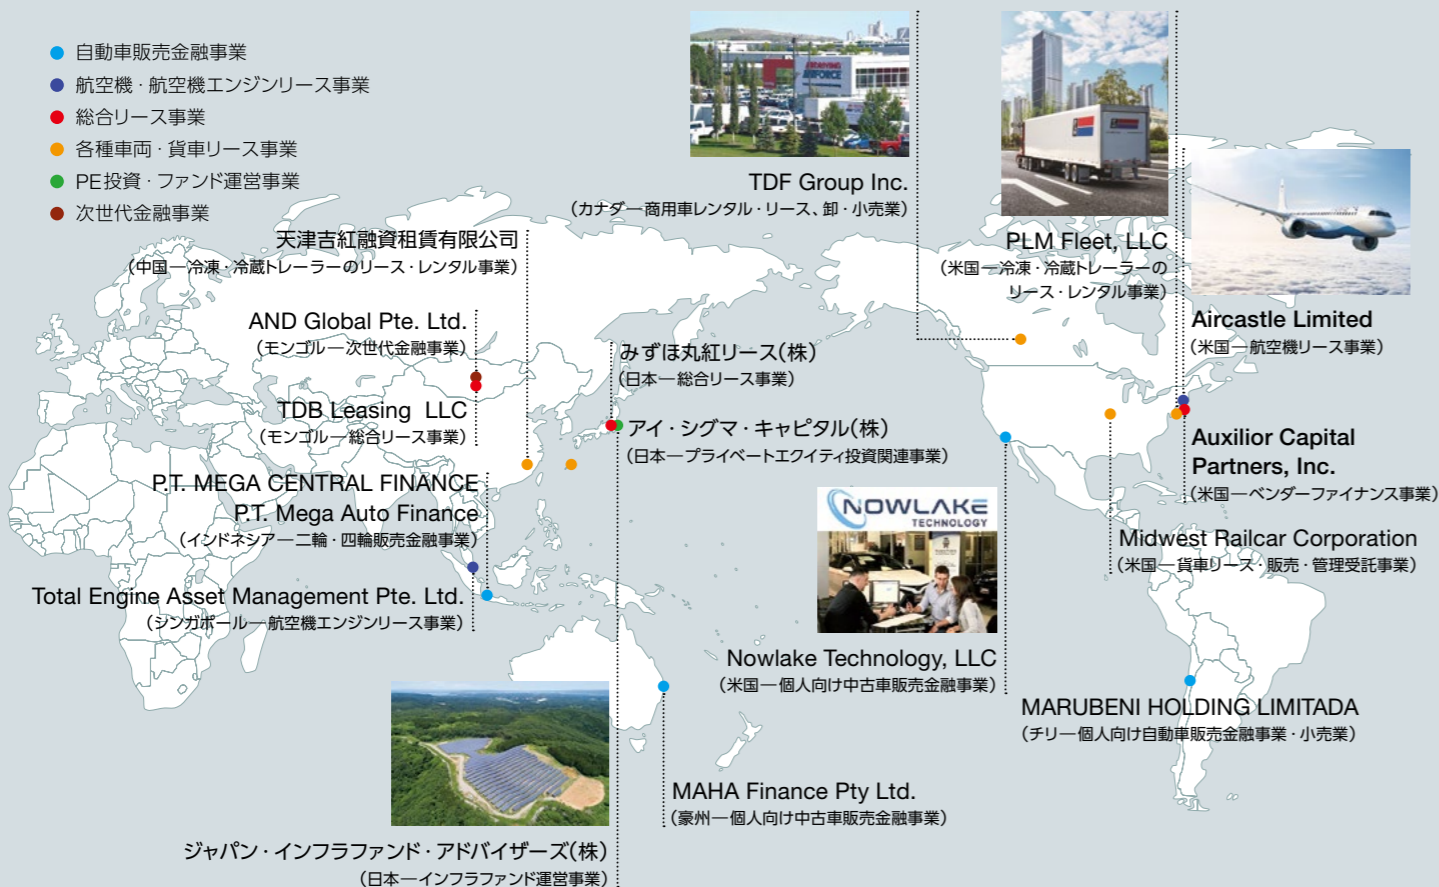 自動車販売金融事業
航空機・航空機エンジンリース事業
総合リース事業
各種車両・貨車リース事業
PE投資・ファンド運営事業
次世代金融事業
TDF Group Inc.
（カナダ―商用車レンタル・リース、卸・小売業）
PLM Fleet, LLC
（米国―冷凍・冷蔵トレーラーの
リース・レンタル事業）
Aircastle Limited
（米国―航空機リース事業）
天津吉紅融資租賃有限公司
（中国―冷凍・冷蔵トレーラーのリース・レンタル事業）
AND Global Pte. Ltd.
（モンゴル―次世代金融事業）
TDB Leasing LLC
（モンゴル―総合リース事業）
みずほ丸紅リース(株)
（日本―総合リース事業）
アイ・シグマ・キャピタル(株)
（日本―プライベートエクイティ投資関連事業）
Auxilior Capital
Partners, Inc.
（米国―ベンダーファイナンス事業）
P.T. MEGA CENTRAL FINANCE
P.T. Mega Auto Finance
（インドネシア―二輪・四輪販売金融事業）
Total Engine Asset Management Pte. Ltd.
（シンガポール―航空機エンジンリース事業）
NOWLAKE
TECHNOLOGY
Nowlake Technology, LLC
（米国―個人向け中古車販売金融事業）
Midwest Railcar Corporation
（米国―貨車リース・販売・管理受託事業）
MARUBENI HOLDING LIMITADA
（チリ―個人向け自動車販売金融事業・小売業）
MAHA Finance Pty Ltd.
（豪州―個人向け中古車販売金融事業）
ジャパン・インフラファンド・アドバイザーズ(株)
（日本―インフラファンド運営事業）